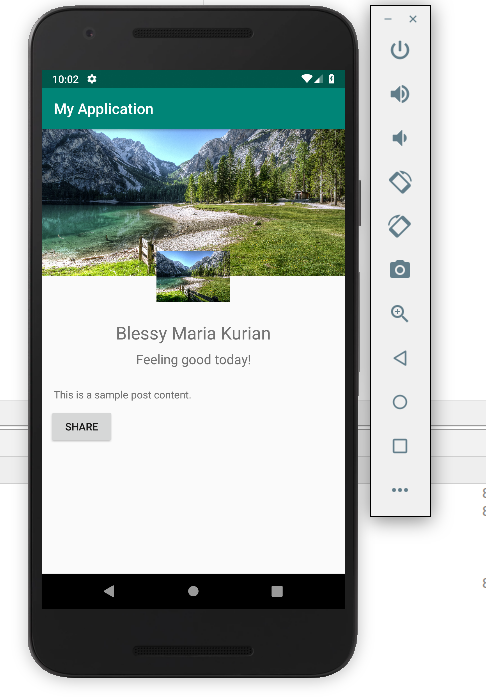 10:02
My Application
Blessy Maria Kurian
Feeling good today!
This is a sample post content.
SHARE